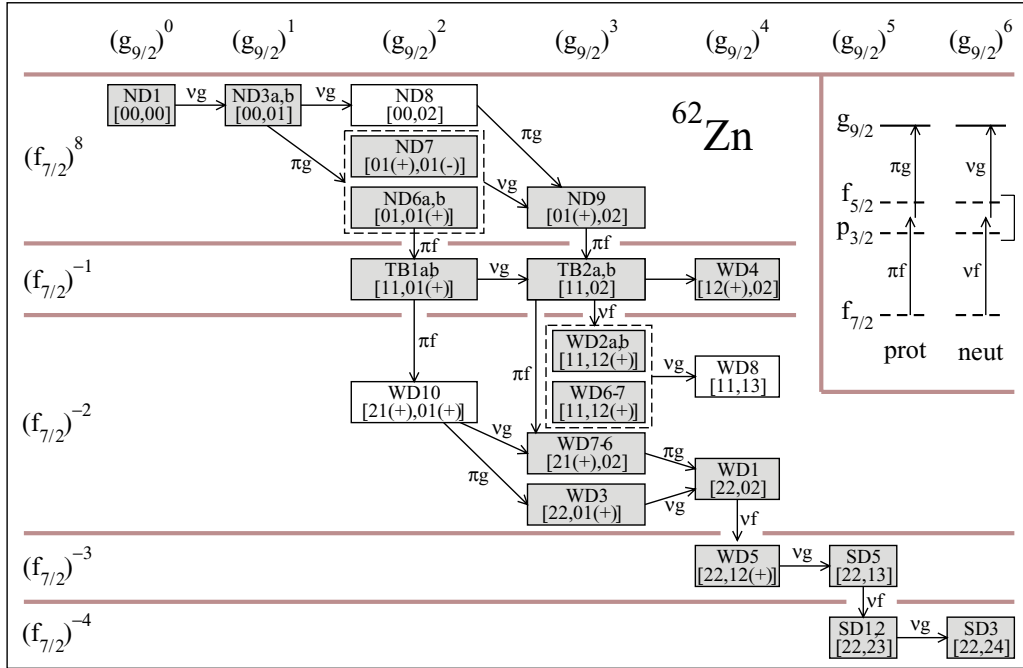 (g₉/₂)⁰ (g₉/₂)¹ (g₉/₂)² (g₉/₂)³ (g₉/₂)⁴ (g₉/₂)⁵ (g₉/₂)⁶
(f₇/₂)⁸
ND1
[00,00]
νg
ND3a,b
[00,01]
νg
ND8
[00,02]
πg
πg
ND7
[01(+),01(-)]
ND6a,b
[01,01(+)]
νg
ND9
[01(+),02]
πf
πf
⁶²Zn
g₉/₂
πg
νg
f₅/₂
p₃/₂
πf
νf
f₇/₂
prot
neut
(f₇/₂)⁻¹
TB1a,b
[11,01(+)]
νg
TB2a,b
[11,02]
WD4
[12(+),02]
πf
πf
νf
(f₇/₂)⁻²
WD2a,b
[11,12(+)]
WD6-7
[11,12(+)]
νg
WD8
[11,13]
WD10
[21(+),01(+)]
νg
πg
WD7-6
[21(+),02]
πg
WD3
[22,01(+)]
νg
WD1
[22,02]
νf
(f₇/₂)⁻³
WD5
[22,12(+)]
νg
SD5
[22,13]
νf
(f₇/₂)⁻⁴
SD1,2
[22,23]
νg
SD3
[22,24]